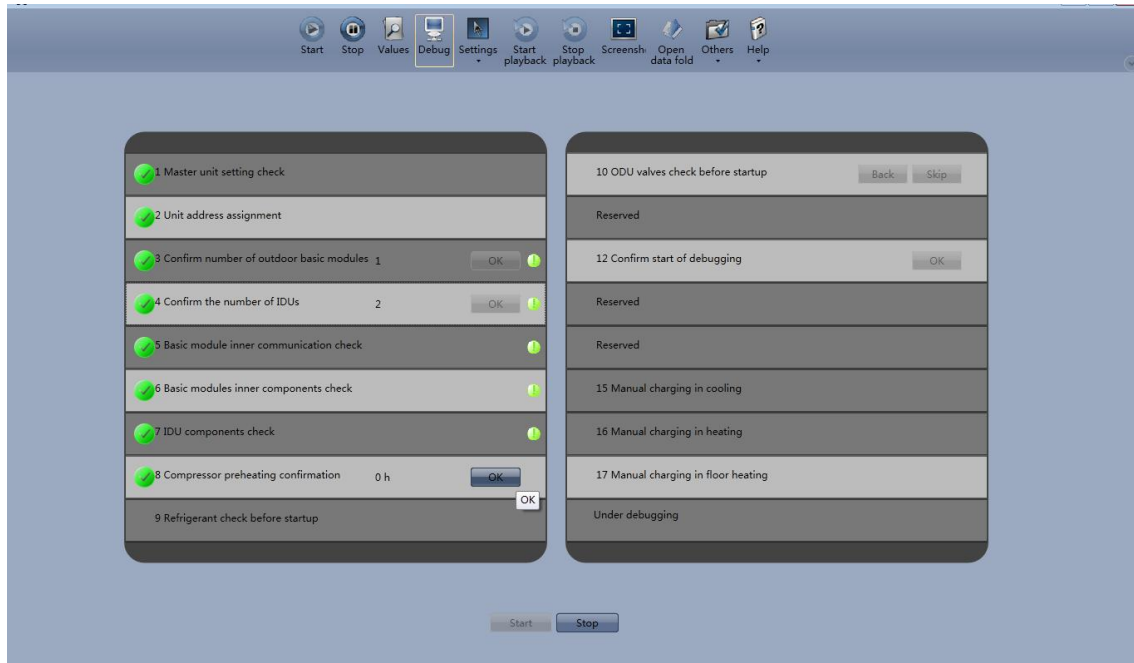 Start
Stop
Values
Debug
Settings
Start playback
Stop playback
Screensh
Open data fold
Others
Help
1 Master unit setting check
2 Unit address assignment
3 Confirm number of outdoor basic modules 1 OK
4 Confirm the number of IDUs 2 OK
5 Basic module inner communication check
6 Basic modules inner components check
7 IDU components check
8 Compressor preheating confirmation 0 h OK
OK
9 Refrigerant check before startup
10 ODU valves check before startup Back Skip
Reserved
12 Confirm start of debugging OK
Reserved
Reserved
15 Manual charging in cooling
16 Manual charging in heating
17 Manual charging in floor heating
Under debugging
Start Stop